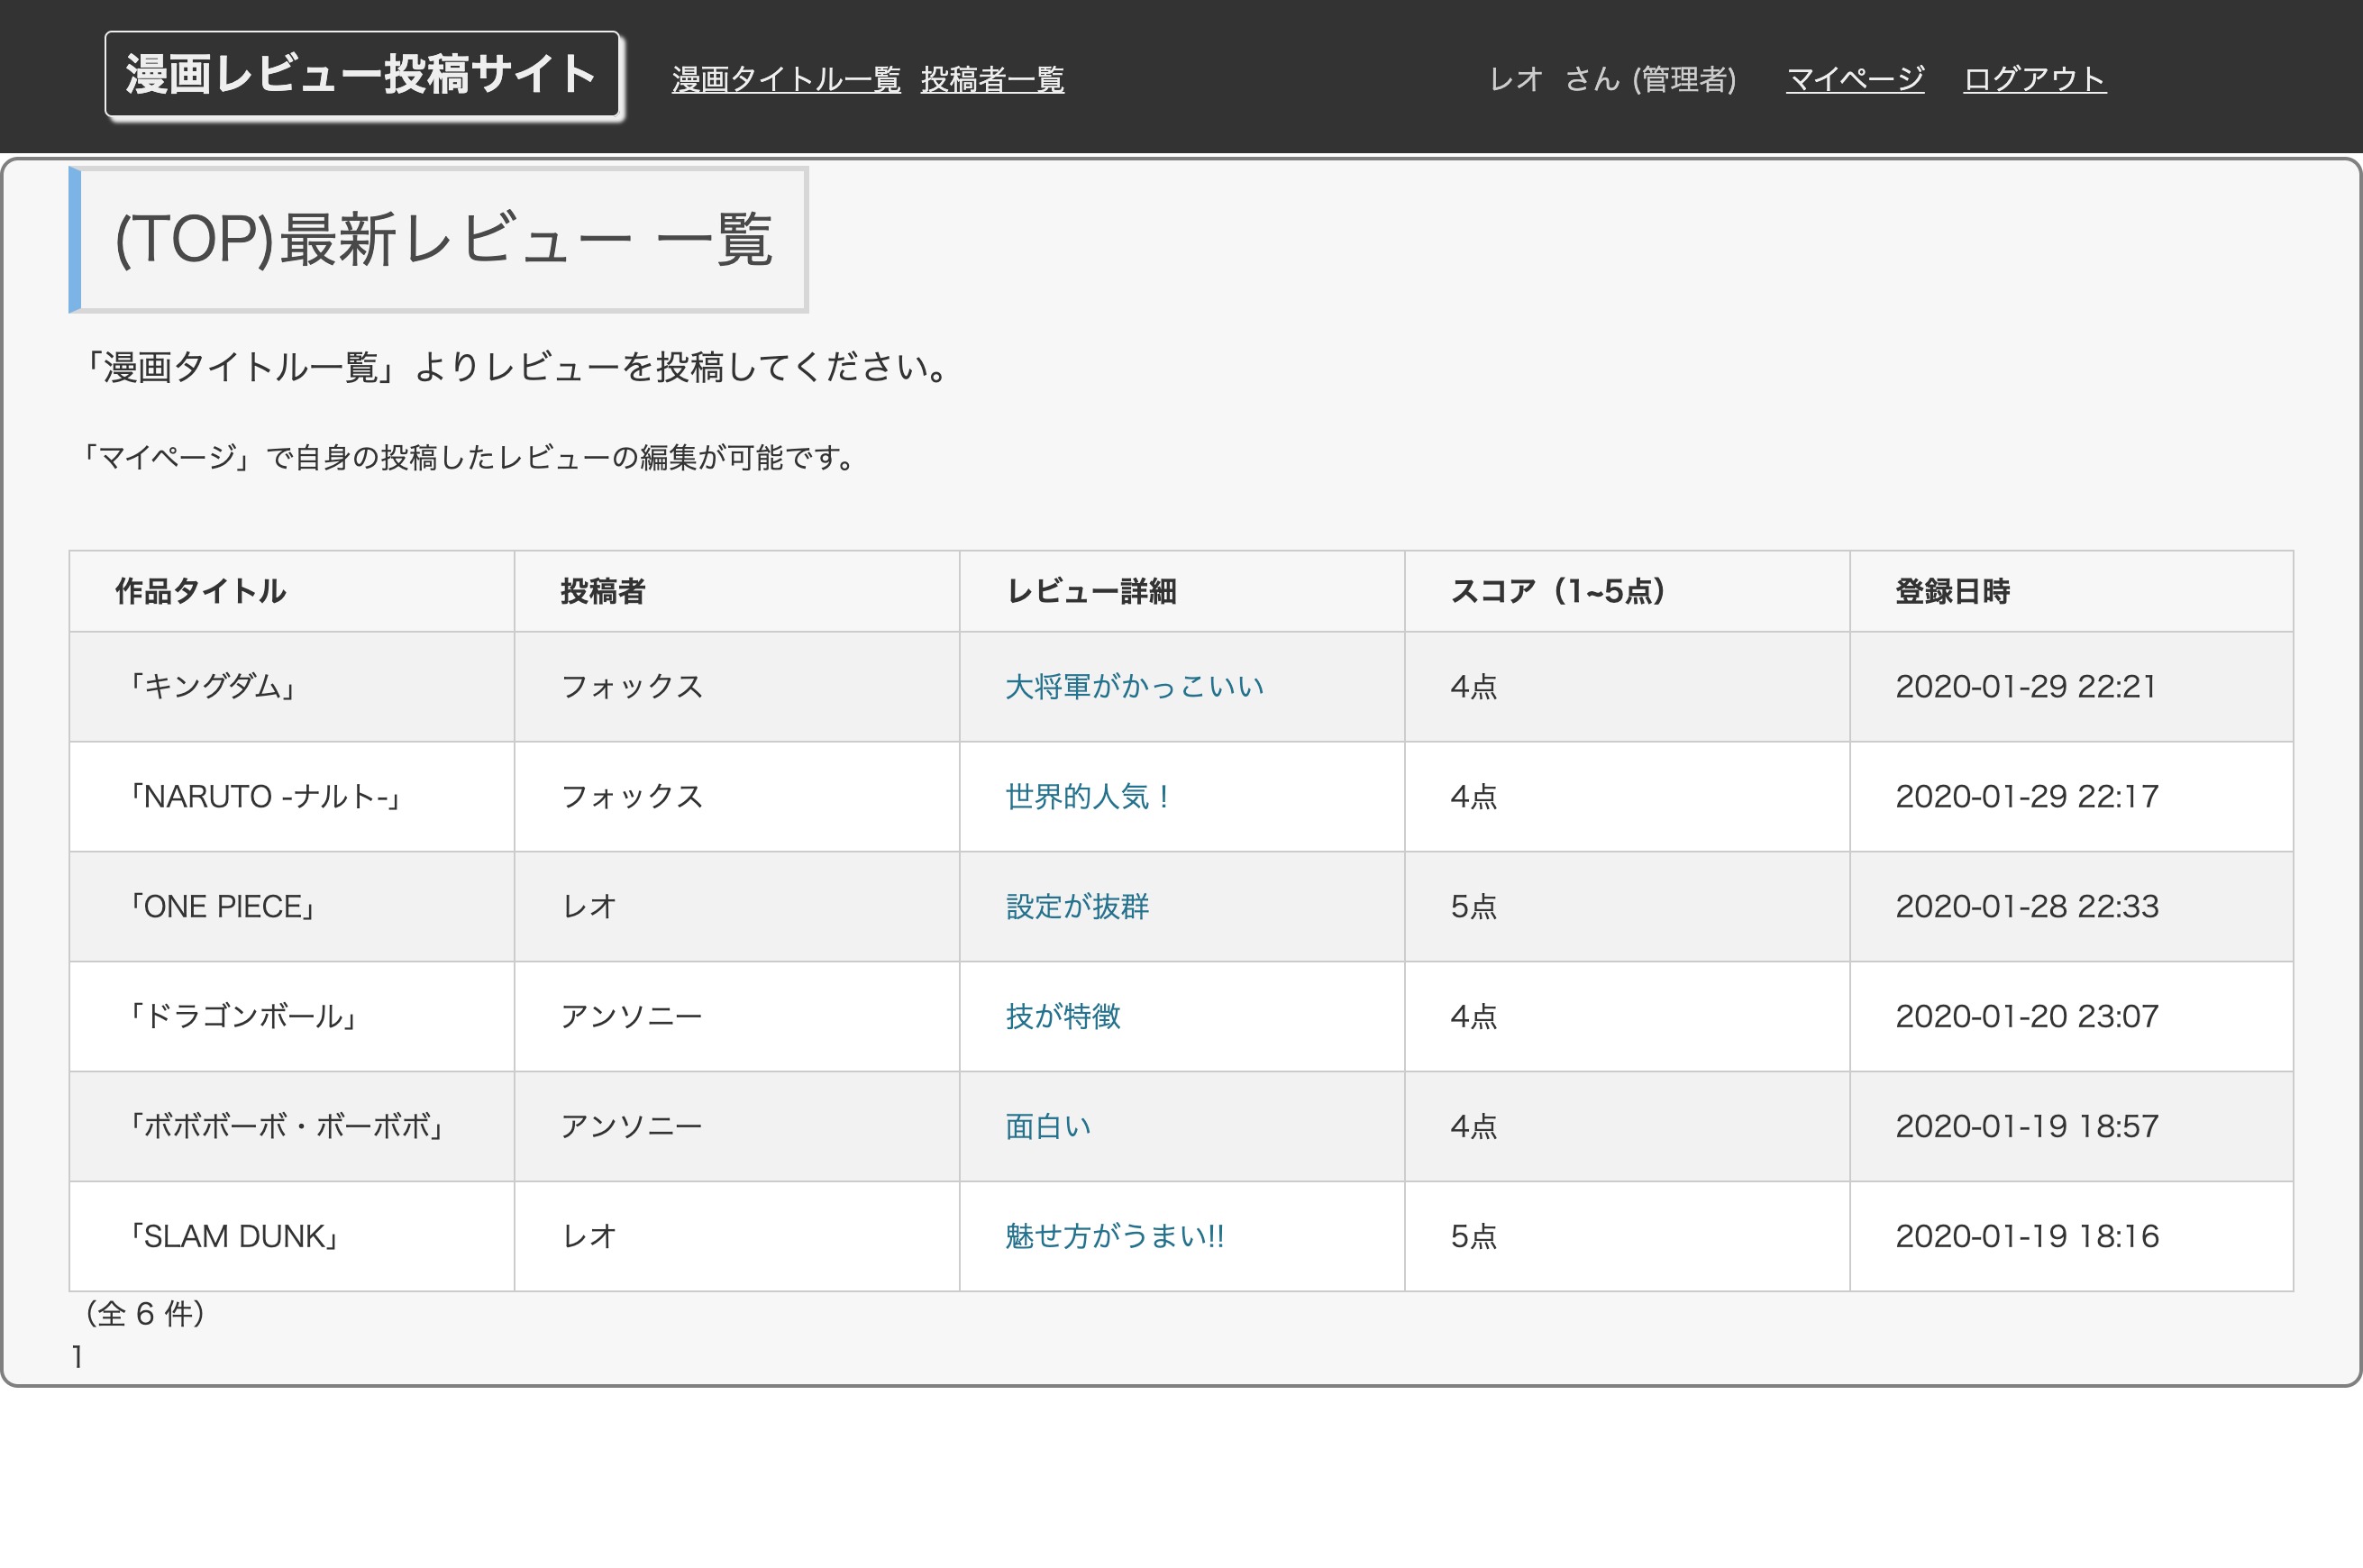 漫画レビュー投稿サイト 漫画タイトル一覧 投稿者一覧 レオ さん (管理者) マイページ ログアウト
(TOP)最新レビュー 一覧
「漫画タイトル一覧」よりレビューを投稿してください。
「マイページ」で自身の投稿したレビューの編集が可能です。
作品タイトル 投稿者 レビュー詳細 スコア（1~5点） 登録日時
「キングダム」 フォックス 大将軍がかっこいい 4点 2020-01-29 22:21
「NARUTO -ナルト-」 フォックス 世界的人気！ 4点 2020-01-29 22:17
「ONE PIECE」 レオ 設定が抜群 5点 2020-01-28 22:33
「ドラゴンボール」 アンソニー 技が特徴 4点 2020-01-20 23:07
「ボボボーボ・ボーボボ」 アンソニー 面白い 4点 2020-01-19 18:57
「SLAM DUNK」 レオ 魅せ方がうまい!! 5点 2020-01-19 18:16
（全 6 件）
1